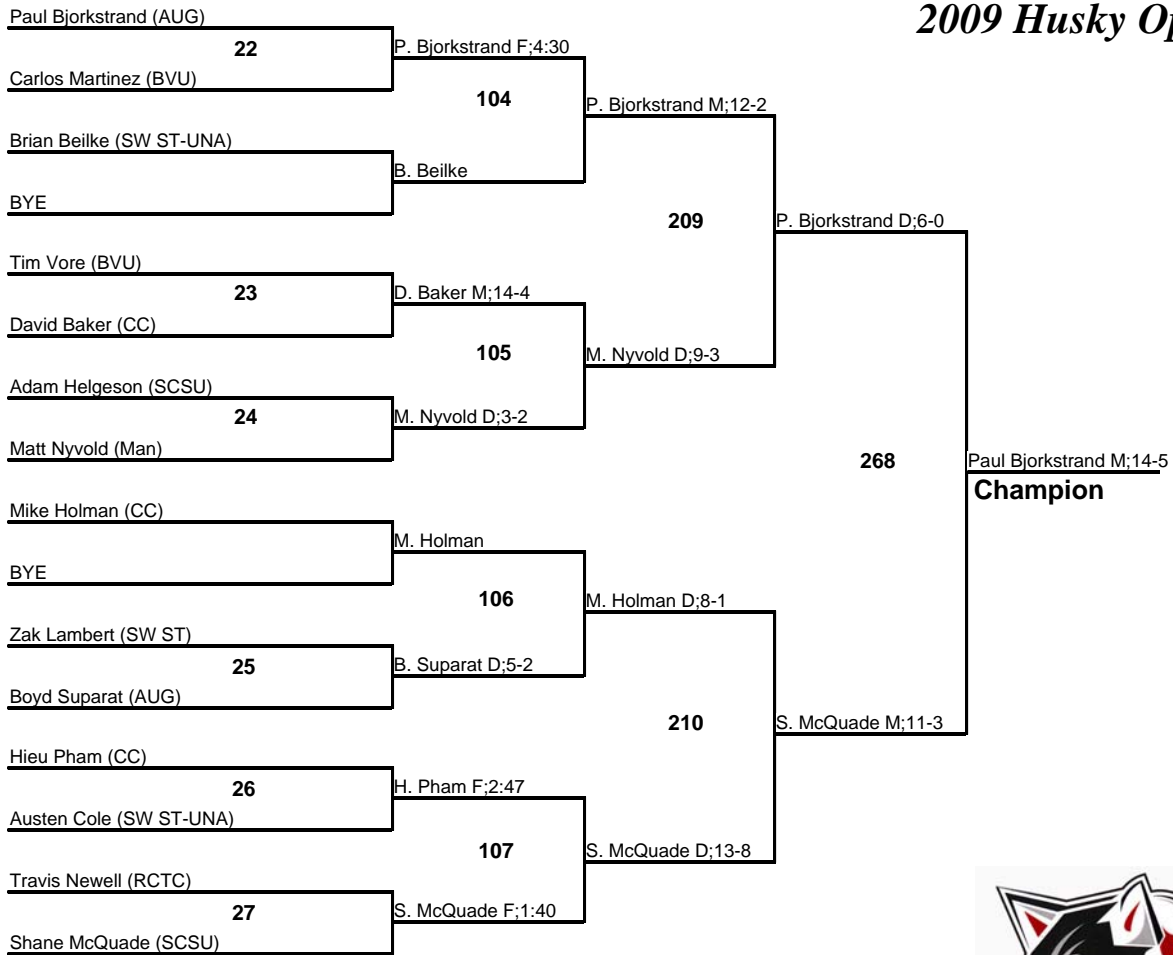 2009 Husky Op
Paul Bjorkstrand (AUG)
22
P. Bjorkstrand F;4:30
Carlos Martinez (BVU)
104
P. Bjorkstrand M;12-2
Brian Beilke (SW ST-UNA)
B. Beilke
BYE
209
P. Bjorkstrand D;6-0
Tim Vore (BVU)
23
D. Baker M;14-4
David Baker (CC)
105
M. Nyvold D;9-3
Adam Helgeson (SCSU)
24
M. Nyvold D;3-2
Matt Nyvold (Man)
268
Paul Bjorkstrand M;14-5
Champion
Mike Holman (CC)
M. Holman
BYE
106
M. Holman D;8-1
Zak Lambert (SW ST)
25
B. Suparat D;5-2
Boyd Suparat (AUG)
210
S. McQuade M;11-3
Hieu Pham (CC)
26
H. Pham F;2:47
Austen Cole (SW ST-UNA)
107
S. McQuade D;13-8
Travis Newell (RCTC)
27
S. McQuade F;1:40
Shane McQuade (SCSU)